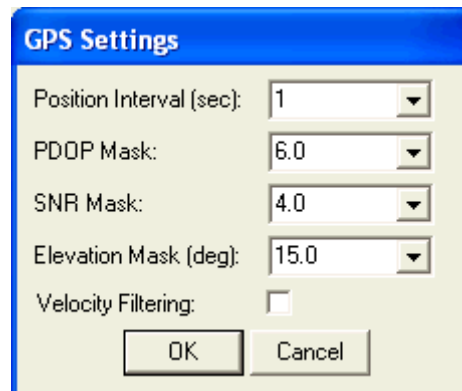 GPS Settings
Position Interval (sec): 1
PDOP Mask: 6.0
SNR Mask: 4.0
Elevation Mask (deg): 15.0
Velocity Filtering:
OK Cancel